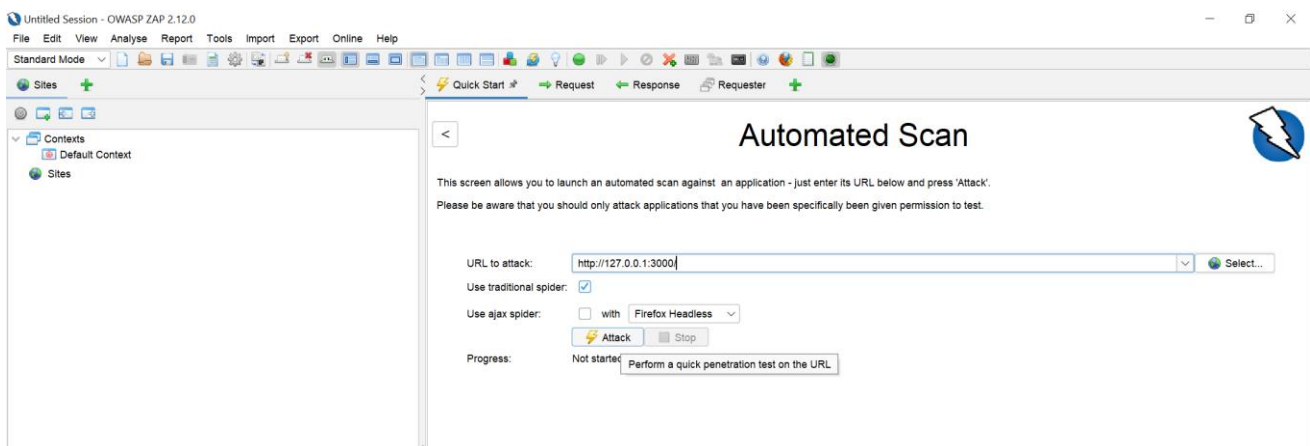 Untitled Session - OWASP ZAP 2.12.0
File Edit View Analyse Report Tools Import Export Online Help
Standard Mode
Sites
Quick Start Request Response Requester
Contexts
Default Context
Sites
<
Automated Scan
This screen allows you to launch an automated scan against an application - just enter its URL below and press 'Attack'.
Please be aware that you should only attack applications that you have been specifically been given permission to test.
URL to attack: http://127.0.0.1:3000/ Select...
Use traditional spider:
Use ajax spider: with Firefox Headless
Attack Stop
Progress: Not started
Perform a quick penetration test on the URL